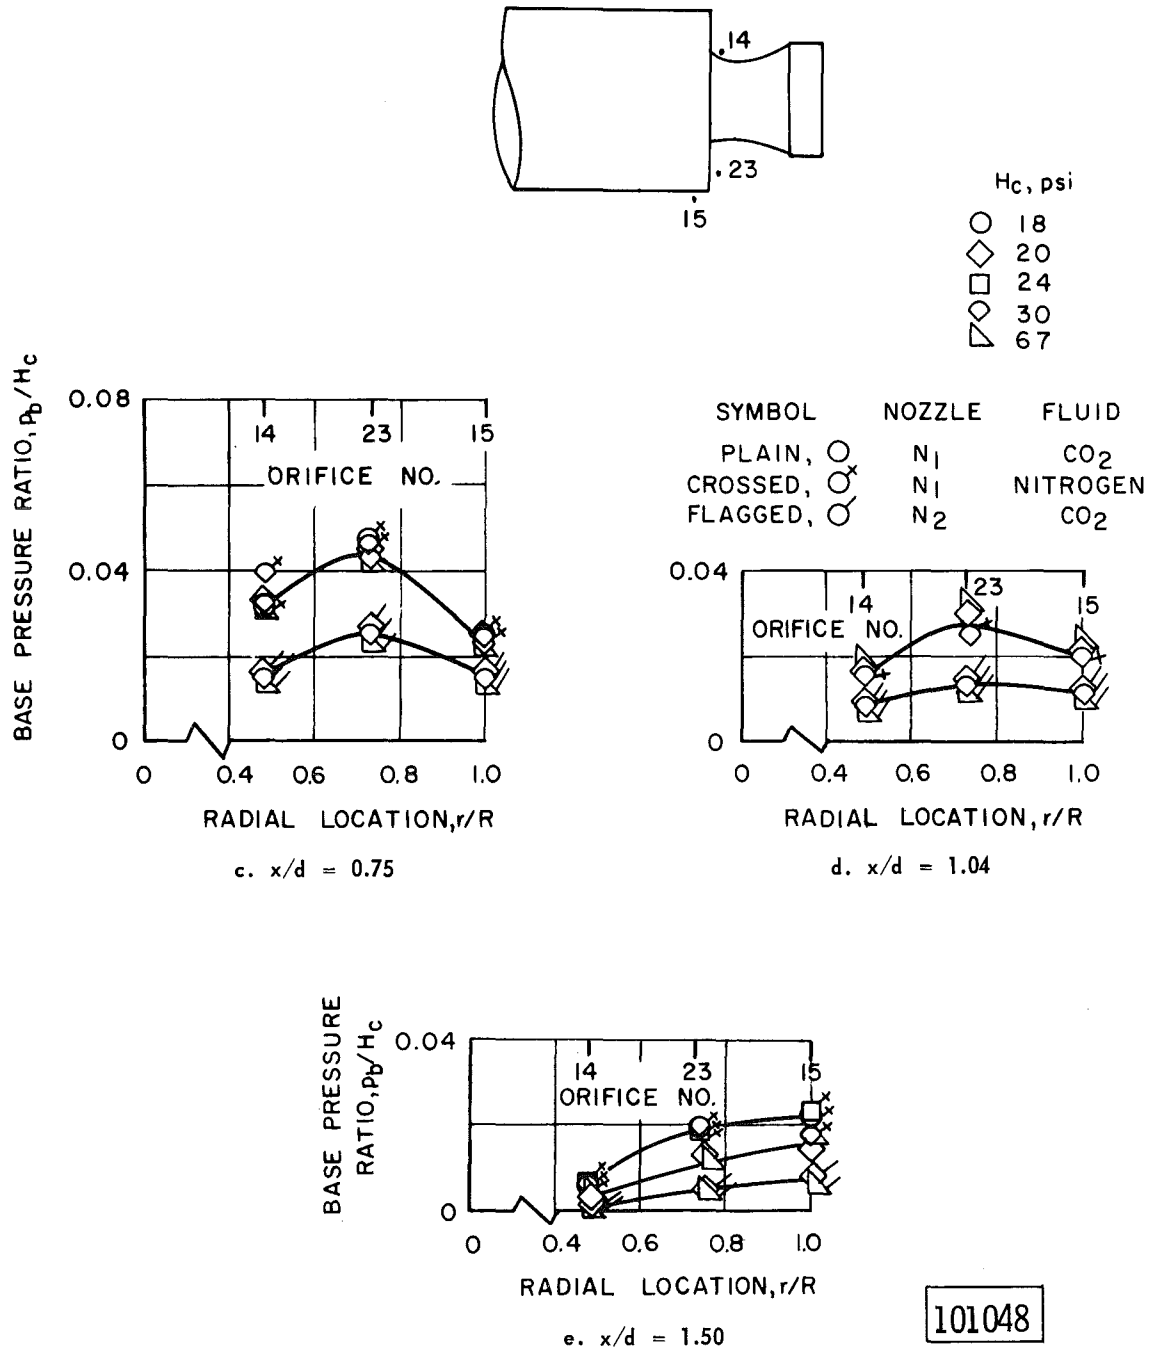 .14
.23
15
Hc, psi
18
20
24
30
67
SYMBOL NOZZLE FLUID
PLAIN, N1 CO2
CROSSED, N1 NITROGEN
FLAGGED, N2 CO2
BASE PRESSURE RATIO, pb/Hc
0.08
0.04
0
14 23 15
ORIFICE NO.
0 0.4 0.6 0.8 1.0
RADIAL LOCATION, r/R
c. x/d = 0.75
0.04
0
14 23 15
ORIFICE NO.
0 0.4 0.6 0.8 1.0
RADIAL LOCATION, r/R
d. x/d = 1.04
BASE PRESSURE
RATIO, pb/Hc
0.04
0
14 23 15
ORIFICE NO.
0 0.4 0.6 0.8 1.0
RADIAL LOCATION, r/R
e. x/d = 1.50
101048